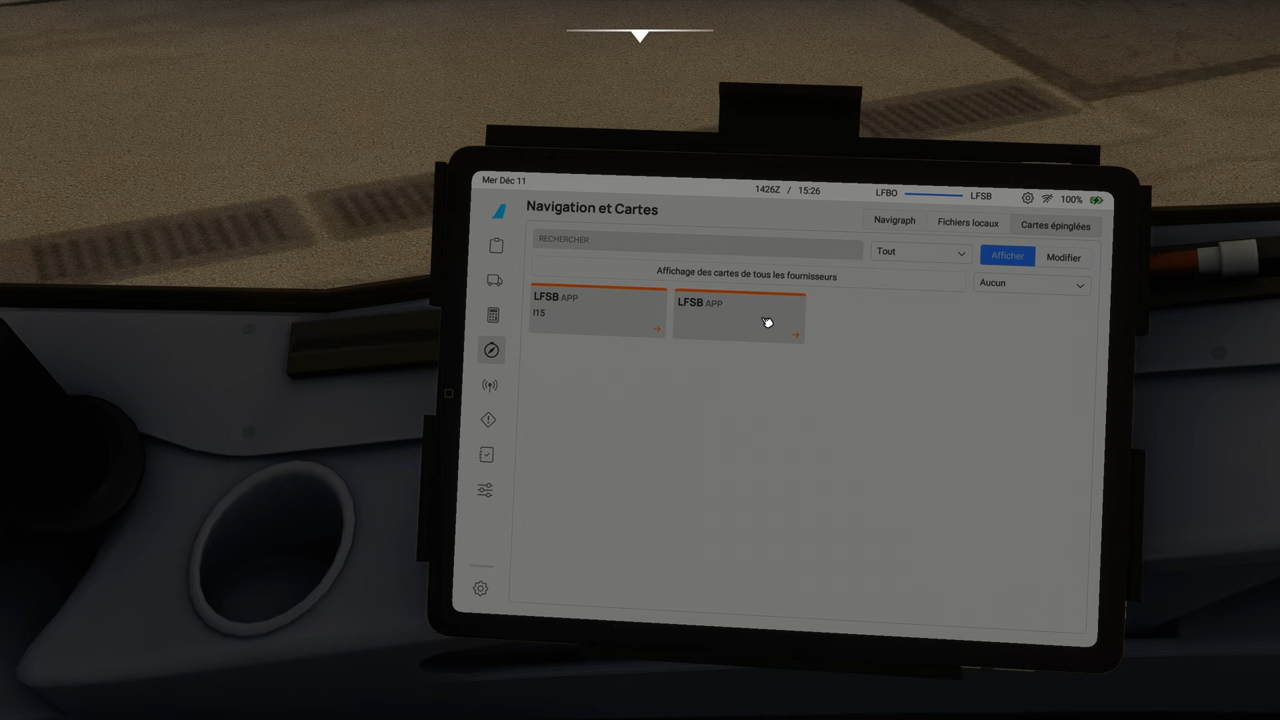 Mer Déc 11
1426Z / 15:26
LFBO LFSB
100%
Navigation et Cartes
Navigraph
Fichiers locaux
Cartes épinglées
RECHERCHER
Tout
Afficher
Modifier
Affichage des cartes de tous les fournisseurs
Aucun
LFSB APP
I15
LFSB APP